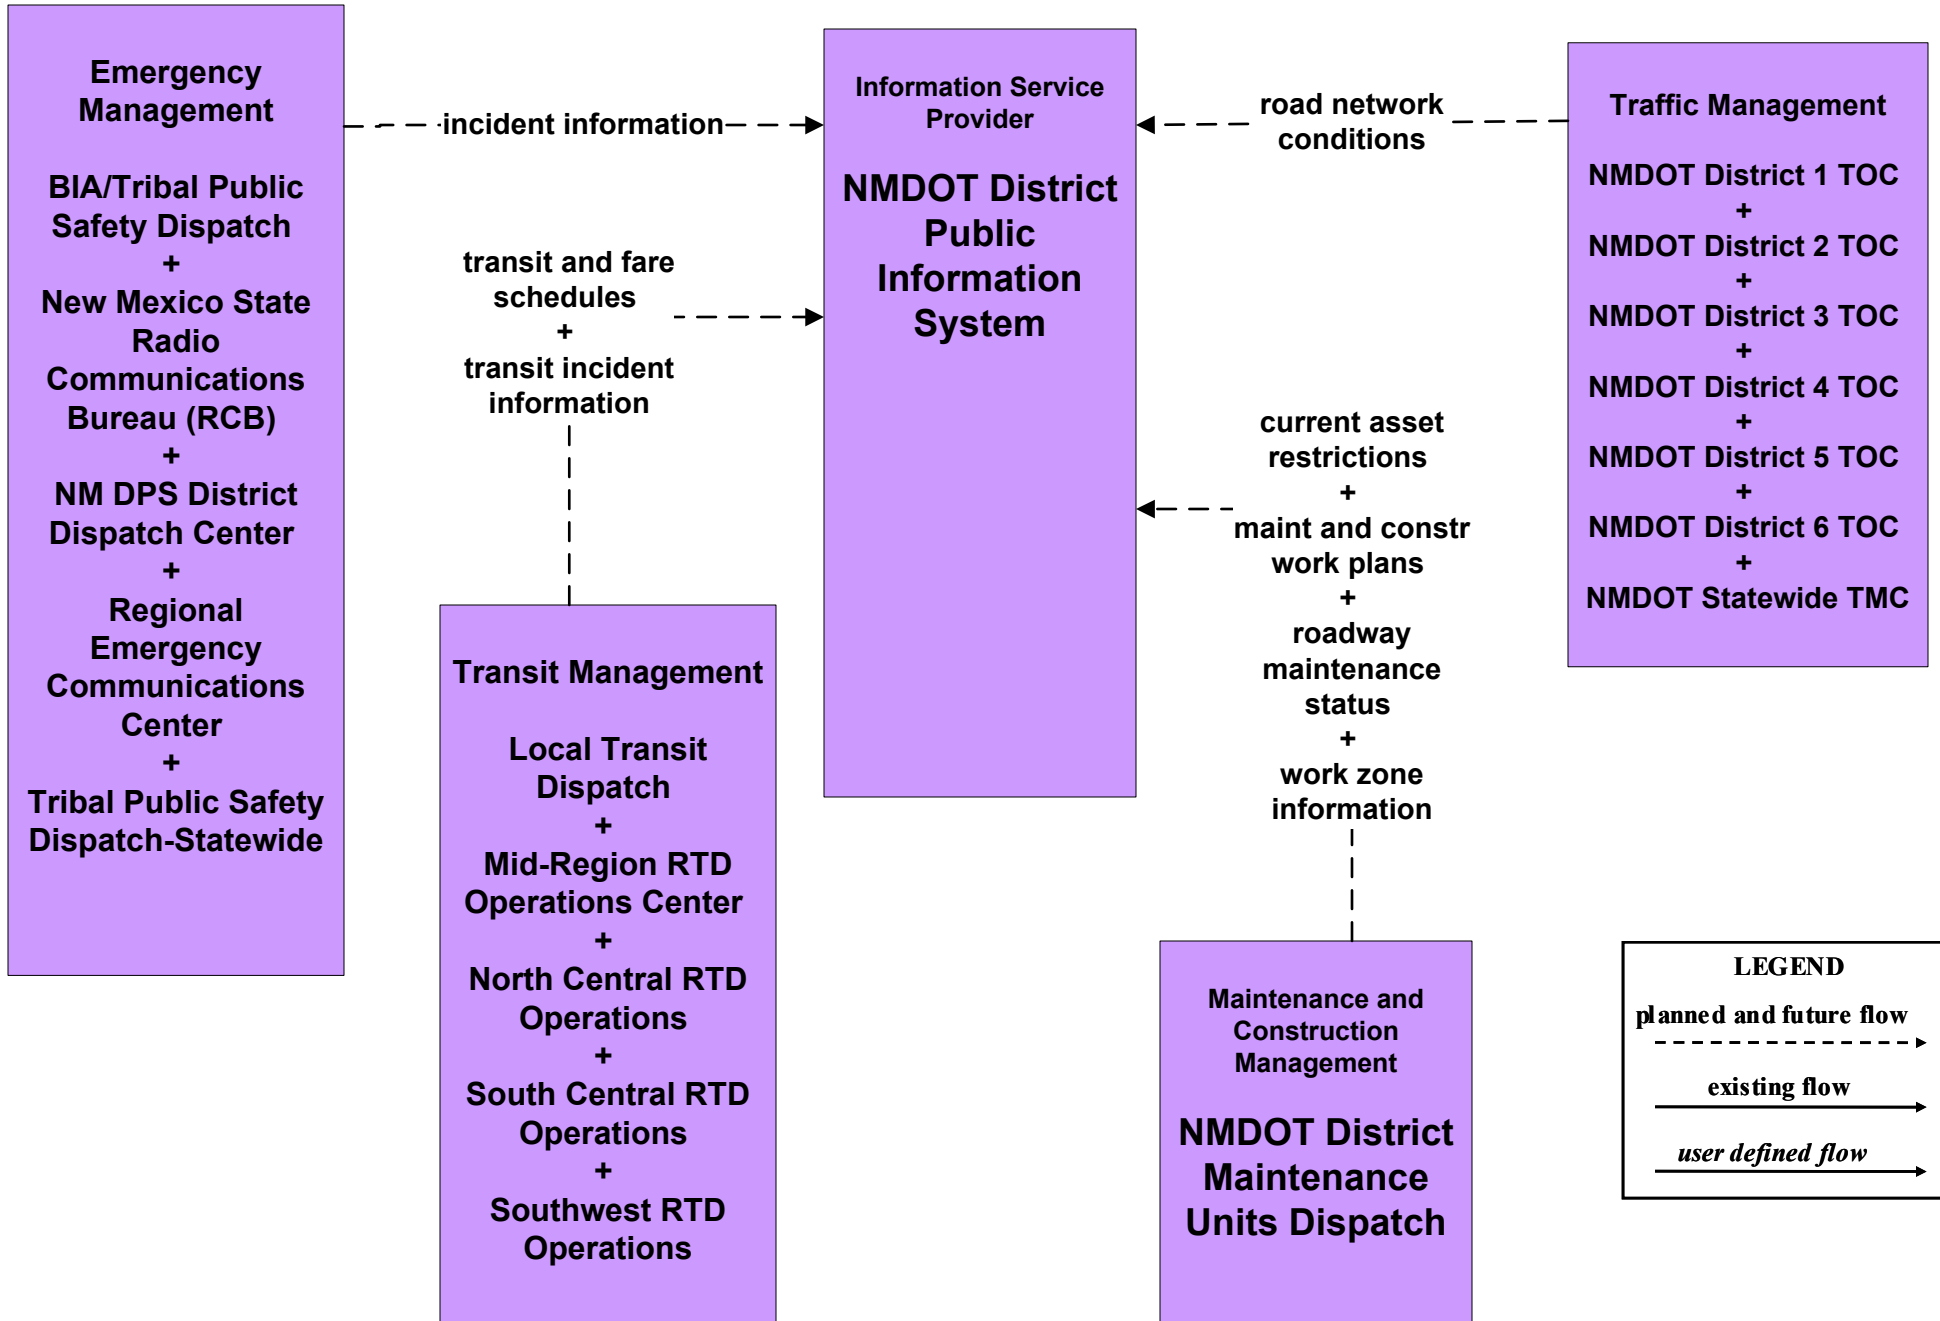 Emergency
Management
BIA/Tribal Public
Safety Dispatch
+
New Mexico State
Radio
Communications
Bureau (RCB)
+
NM DPS District
Dispatch Center
+
Regional
Emergency
Communications
Center
+
Tribal Public Safety
Dispatch-Statewide
incident information
transit and fare
schedules
+
transit incident
information
Transit Management
Local Transit
Dispatch
+
Mid-Region RTD
Operations Center
+
North Central RTD
Operations
+
South Central RTD
Operations
+
Southwest RTD
Operations
Information Service
Provider
NMDOT District
Public
Information
System
road network
conditions
current asset
restrictions
+
maint and constr
work plans
+
roadway
maintenance
status
+
work zone
information
Maintenance and
Construction
Management
NMDOT District
Maintenance
Units Dispatch
Traffic Management
NMDOT District 1 TOC
+
NMDOT District 2 TOC
+
NMDOT District 3 TOC
+
NMDOT District 4 TOC
+
NMDOT District 5 TOC
+
NMDOT District 6 TOC
+
NMDOT Statewide TMC
LEGEND
planned and future flow
existing flow
user defined flow